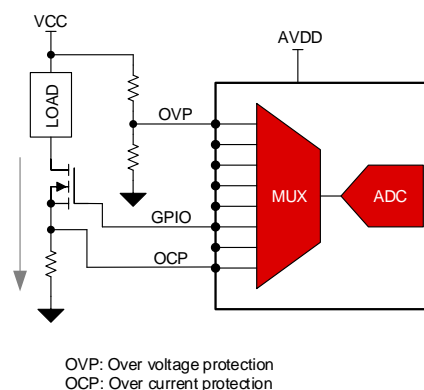 VCC
AVDD
LOAD
OVP
MUX
ADC
GPIO
OCP
OVP: Over voltage protection
OCP: Over current protection